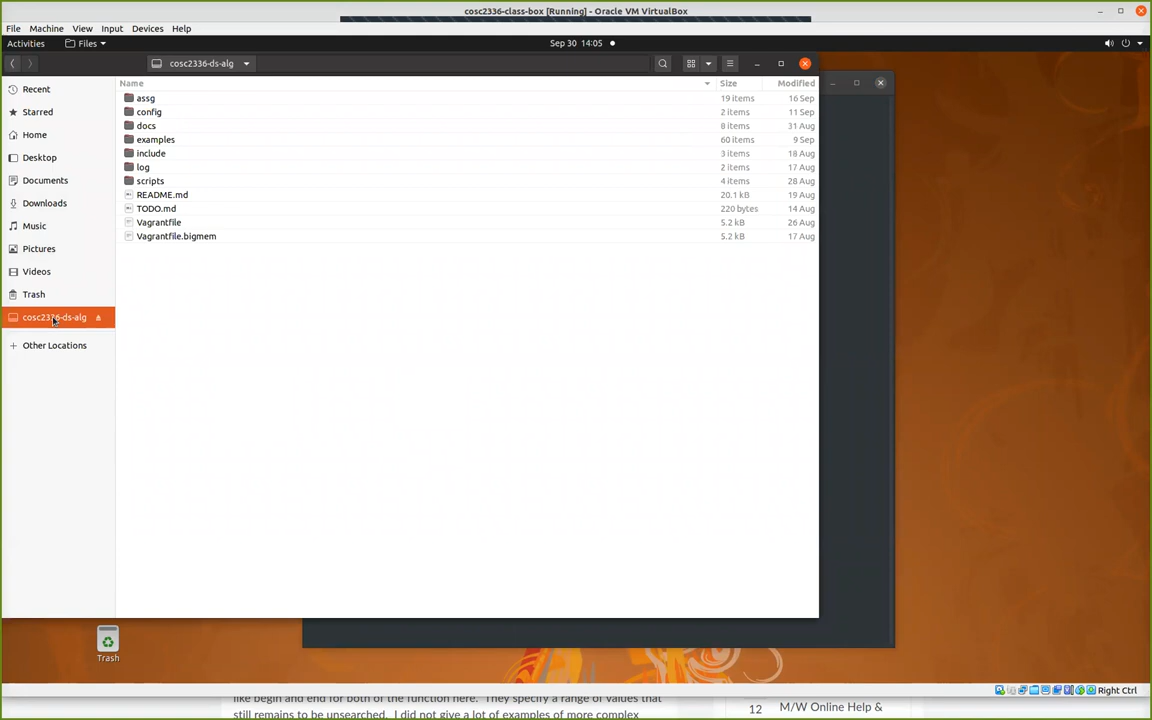 cosc2336-class-box [Running] - Oracle VM VirtualBox
File Machine View Input Devices Help
Activities Files Sep 30 14:05
cosc2336-ds-alg
Name Size Modified
Recent
Starred
Home
Desktop
Documents
Downloads
Music
Pictures
Videos
Trash
cosc2336-ds-alg
+ Other Locations
assg 19 items 16 Sep
config 2 items 11 Sep
docs 8 items 31 Aug
examples 60 items 9 Sep
include 3 items 18 Aug
log 2 items 17 Aug
scripts 4 items 28 Aug
README.md 20.1 kB 19 Aug
TODO.md 220 bytes 14 Aug
Vagrantfile 5.2 kB 26 Aug
Vagrantfile.bigmem 5.2 kB 17 Aug
Trash
Right Ctrl
like begin and end for both of the function here. They specify a range of values that
still remains to be unsearched. I did not give a lot of examples of more complex
12 M/W Online Help &